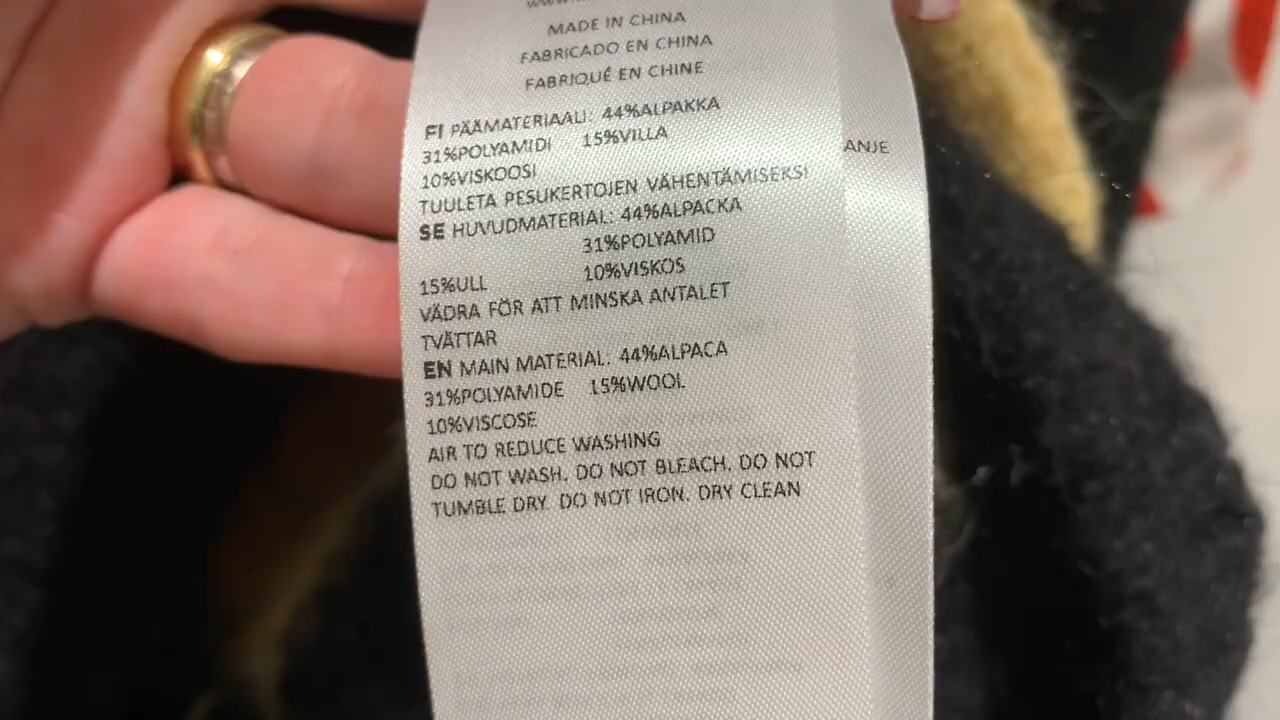 MADE IN CHINA
FABRICADO EN CHINA
FABRIQUÉ EN CHINE
FI PÄÄMATERIAALI: 44%ALPAKKA
31%POLYAMIDI 15%VILLA
10%VISKOOSI
TUULETA PESUKERTOJEN VÄHENTÄMISEKSI
SE HUVUDMATERIAL: 44%ALPACKA
31%POLYAMID
15%ULL 10%VISKOS
VÄDRA FÖR ATT MINSKA ANTALET
TVÄTTAR
EN MAIN MATERIAL: 44%ALPACA
31%POLYAMIDE 15%WOOL
10%VISCOSE
AIR TO REDUCE WASHING
DO NOT WASH. DO NOT BLEACH. DO NOT
TUMBLE DRY. DO NOT IRON. DRY CLEAN
ANJE